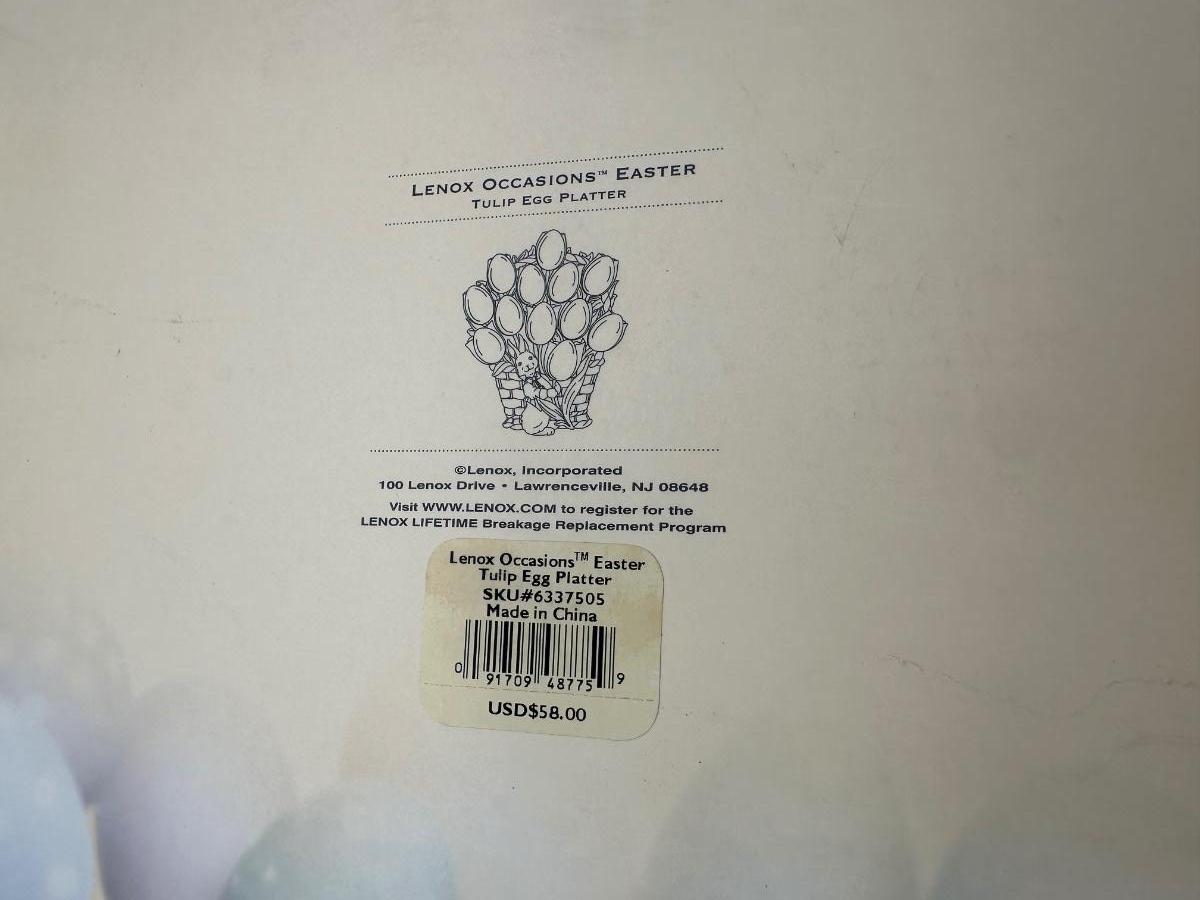 LENOX OCCASIONS™ EASTER
TULIP EGG PLATTER
©Lenox, Incorporated
100 Lenox Drive • Lawrenceville, NJ 08648
Visit WWW.LENOX.COM to register for the
LENOX LIFETIME Breakage Replacement Program
Lenox Occasions™ Easter
Tulip Egg Platter
SKU#6337505
Made in China
0 91709 48775 9
USD$58.00